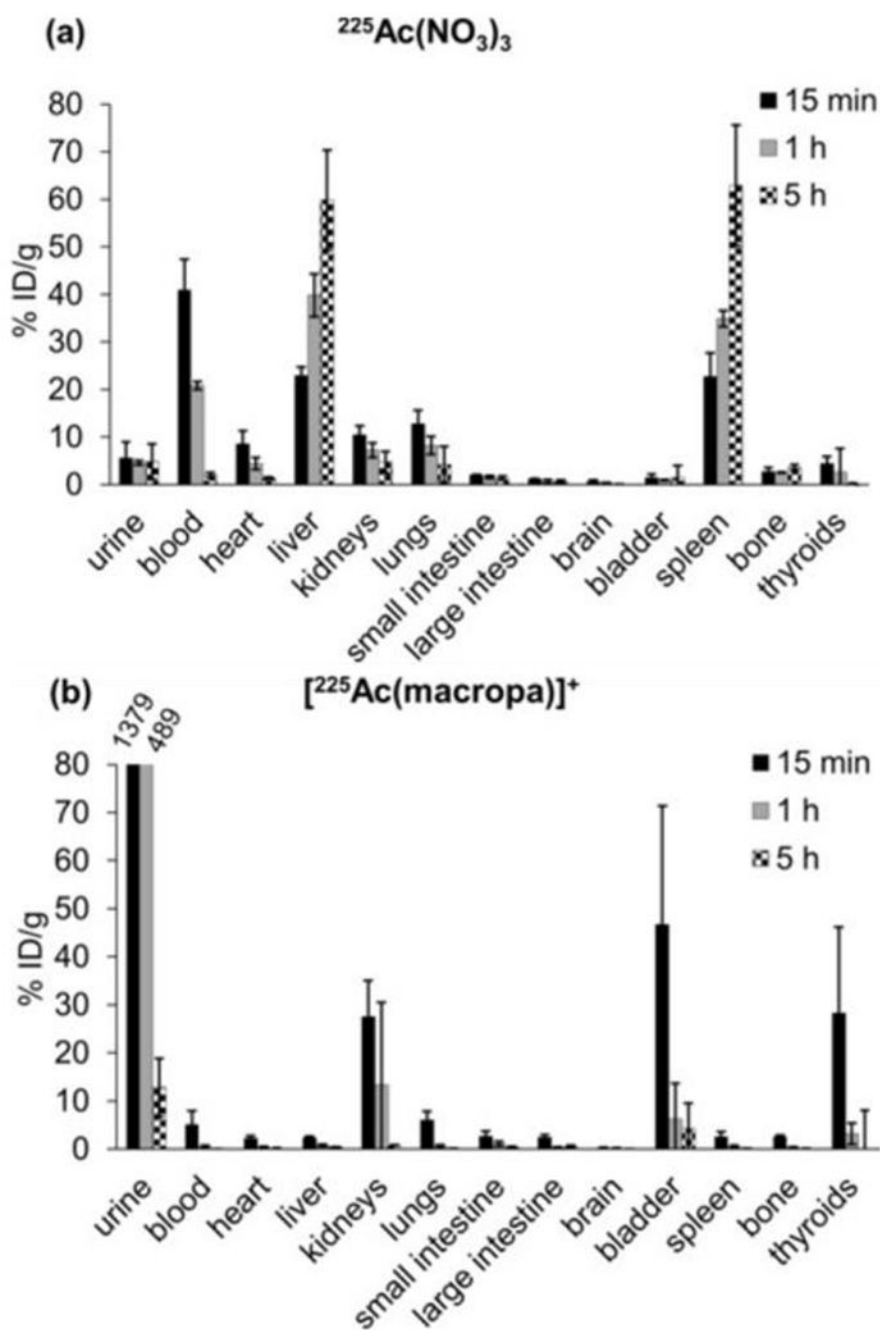 (a) ²²⁵Ac(NO₃)₃
80
70
60
50
40
30
20
10
0
% ID/g
15 min
1 h
5 h
urine
blood
heart
liver
kidneys
lungs
small intestine
large intestine
brain
bladder
spleen
bone
thyroids
(b) [²²⁵Ac(macropa)]⁺
1379
489
80
70
60
50
40
30
20
10
0
% ID/g
15 min
1 h
5 h
urine
blood
heart
liver
kidneys
lungs
small intestine
large intestine
brain
bladder
spleen
bone
thyroids